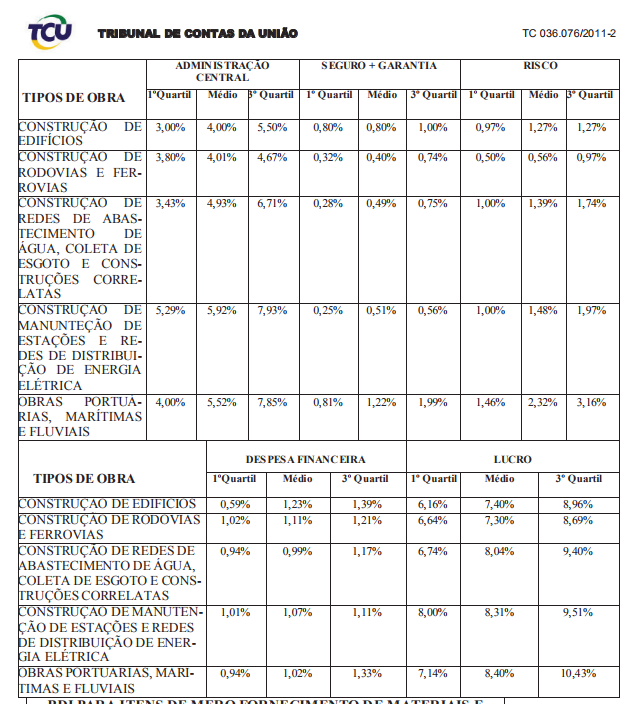 TCU TRIBUNAL DE CONTAS DA UNIÃO TC 036.076/2011-2
TIPOS DE OBRA
ADMINISTRAÇÃO CENTRAL SEGURO + GARANTIA RISCO
1ºQuartil Médio 3º Quartil 1º Quartil Médio 3º Quartil 1º Quartil Médio 3º Quartil
CONSTRUÇÃO DE 3,00% 4,00% 5,50% 0,80% 0,80% 1,00% 0,97% 1,27% 1,27%
EDIFÍCIOS
CONSTRUÇÃO DE 3,80% 4,01% 4,67% 0,32% 0,40% 0,74% 0,50% 0,56% 0,97%
RODOVIAS E FER-
ROVIAS
CONSTRUÇÃO DE
REDES DE ABAS-
TECIMENTO DE
ÁGUA, COLETA DE
ESGOTO E CONS-
TRUÇÕES CORRE-
LATAS
3,43% 4,93% 6,71% 0,28% 0,49% 0,75% 1,00% 1,39% 1,74%
CONSTRUÇÃO DE 5,29% 5,92% 7,93% 0,25% 0,51% 0,56% 1,00% 1,48% 1,97%
MANUNTEÇÃO DE
ESTAÇÕES E RE-
DES DE DISTRIBUI-
ÇÃO DE ENERGIA
ELÉTRICA
OBRAS PORTUÁ- 4,00% 5,52% 7,85% 0,81% 1,22% 1,99% 1,46% 2,32% 3,16%
RIAS, MARÍTIMAS
E FLUVIAIS
TIPOS DE OBRA
DESPESA FINANCEIRA LUCRO
1ºQuartil Médio 3º Quartil 1º Quartil Médio 3º Quartil
CONSTRUÇÃO DE EDIFÍCIOS 0,59% 1,23% 1,39% 6,16% 7,40% 8,96%
CONSTRUÇÃO DE RODOVIAS 1,02% 1,11% 1,21% 6,64% 7,30% 8,69%
E FERROVIAS
CONSTRUÇÃO DE REDES DE 0,94% 0,99% 1,17% 6,74% 8,04% 9,40%
ABASTECIMENTO DE ÁGUA,
COLETA DE ESGOTO E CONS-
TRUÇÕES CORRELATAS
CONSTRUÇÃO DE MANUTEN- 1,01% 1,07% 1,11% 8,00% 8,31% 9,51%
ÇÃO DE ESTAÇÕES E REDES
DE DISTRIBUIÇÃO DE ENER-
GIA ELÉTRICA
OBRAS PORTUÁRIAS, MARÍ- 0,94% 1,02% 1,33% 7,14% 8,40% 10,43%
TIMAS E FLUVIAIS
BDI PARA ITENS DE MERO FORNECIMENTO DE MATERIAIS E